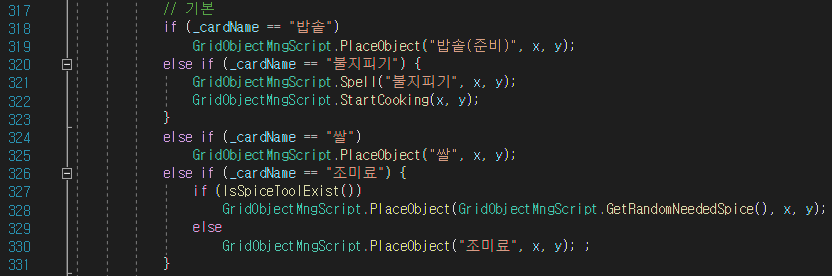 317 // 기본
318 if (_cardName == "밥솥")
319 GridObjectMngScript.PlaceObject("밥솥(준비)", x, y);
320 else if (_cardName == "불지피기") {
321 GridObjectMngScript.Spell("불지피기", x, y);
322 GridObjectMngScript.StartCooking(x, y);
323 }
324 else if (_cardName == "쌀")
325 GridObjectMngScript.PlaceObject("쌀", x, y);
326 else if (_cardName == "조미료") {
327 if (IsSpiceToolExist())
328 GridObjectMngScript.PlaceObject(GridObjectMngScript.GetRandomNeededSpice(), x, y);
329 else
330 GridObjectMngScript.PlaceObject("조미료", x, y); ;
331 }